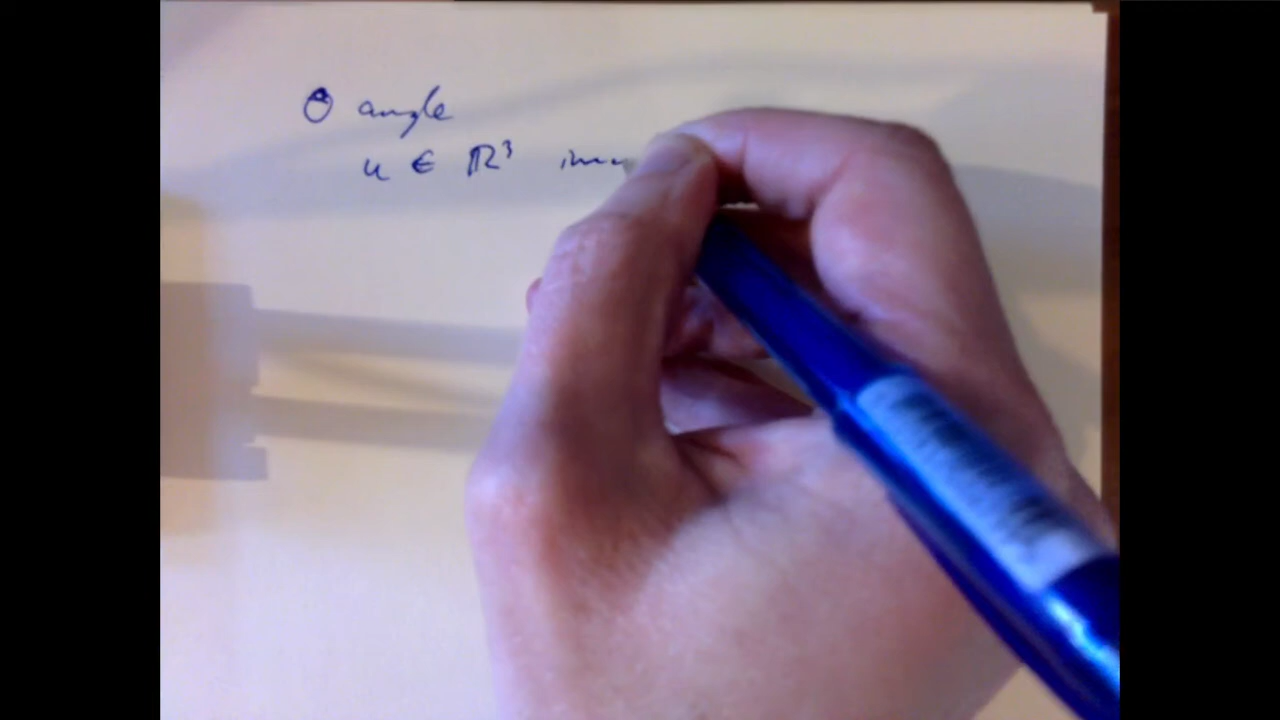 θ angle
u ∈ ℝ³